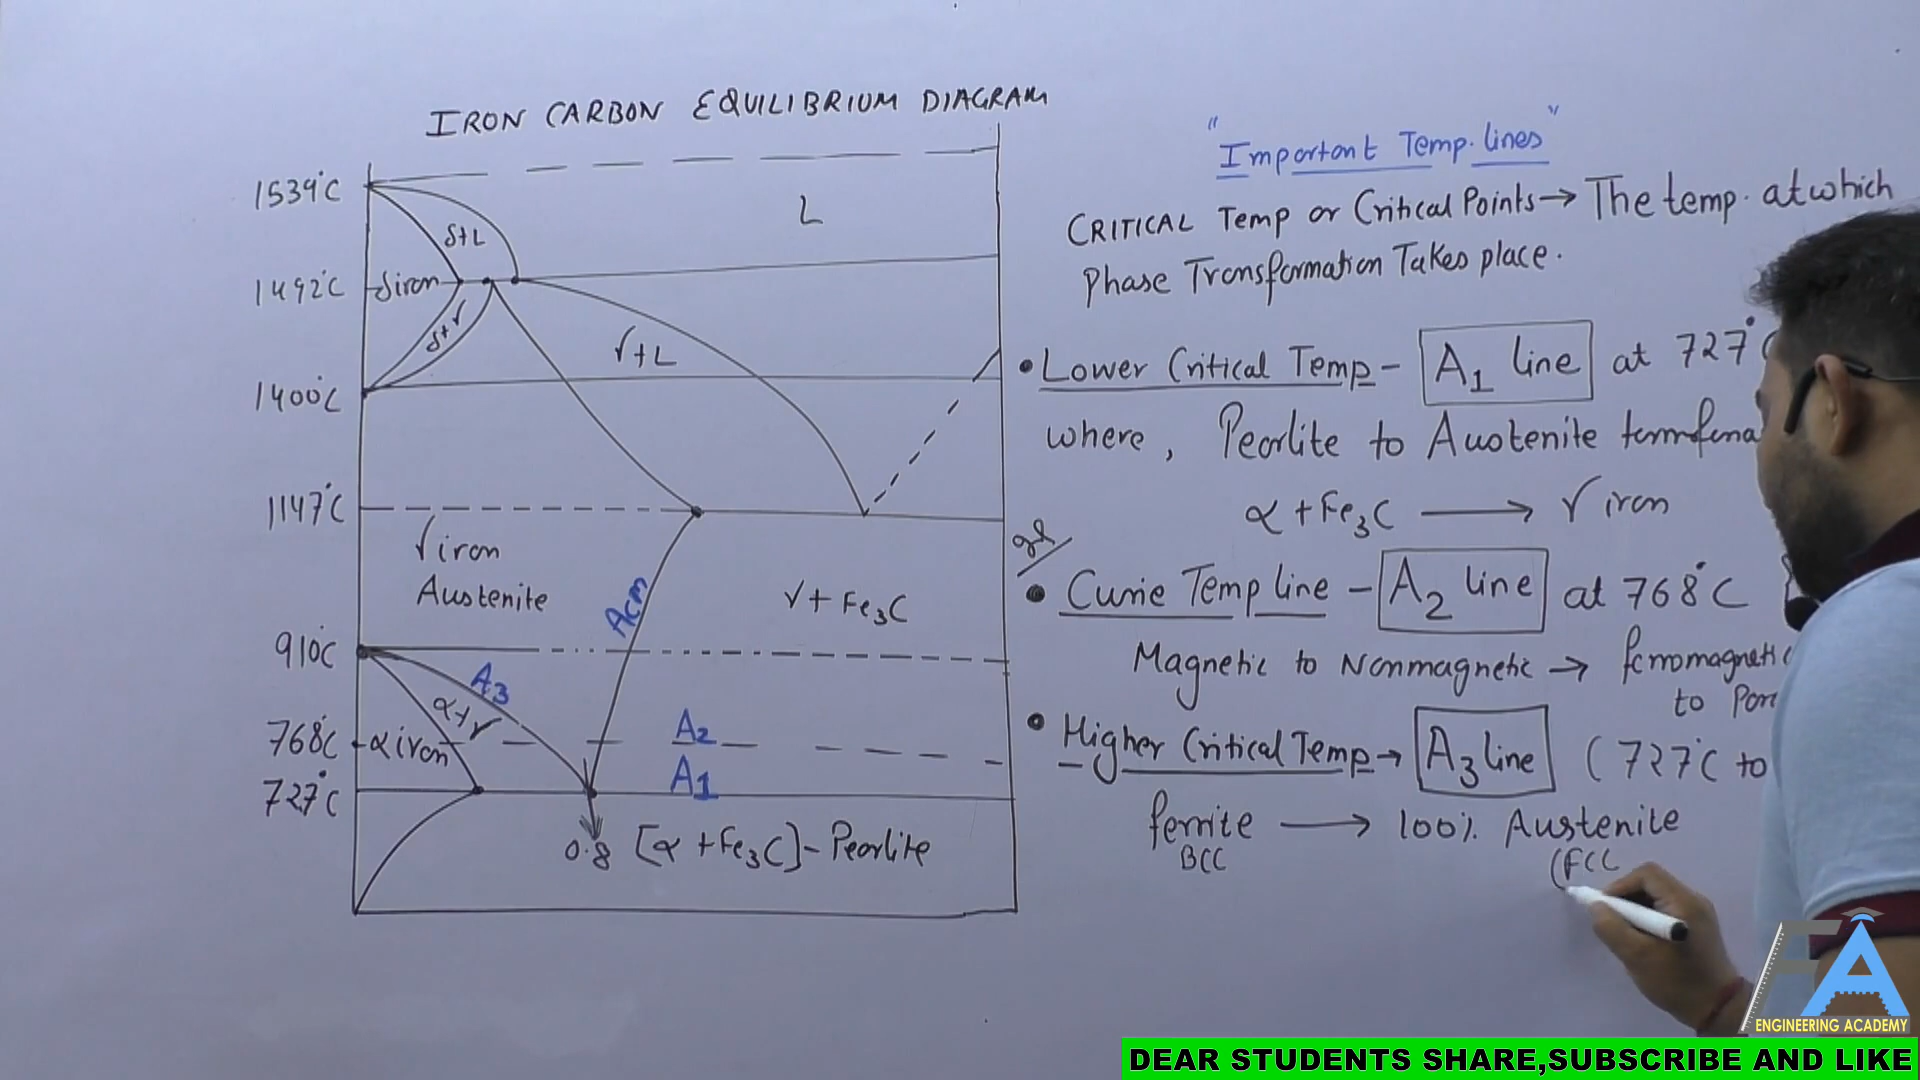 IRON CARBON EQUILIBRIUM DIAGRAM
1539°C
L
δ+L
1492°C
δiron
δ+γ
γ+L
1400°C
1147°C
γiron
Austenite
Acm
γ+Fe₃C
910°C
A₃
α+γ
768°C
αiron
A₂
A₁
727°C
0.8
[α+Fe₃C]-Pearlite
"Important Temp. lines"
CRITICAL Temp or Critical Points→ The temp. at which
Phase Transformation Takes place.
• Lower Critical Temp- A₁ line at 727°
where, Pearlite to Austenite
α+Fe₃C → γ iron
• Curie Temp line - A₂ line at 768°C
Magnetic to Nonmagnetic → ferromagnetic
to
• Higher Critical Temp→ A₃ line (727°C to
ferrite → 100% Austenite
BCC (FCC
ENGINEERING ACADEMY
DEAR STUDENTS SHARE,SUBSCRIBE AND LIKE